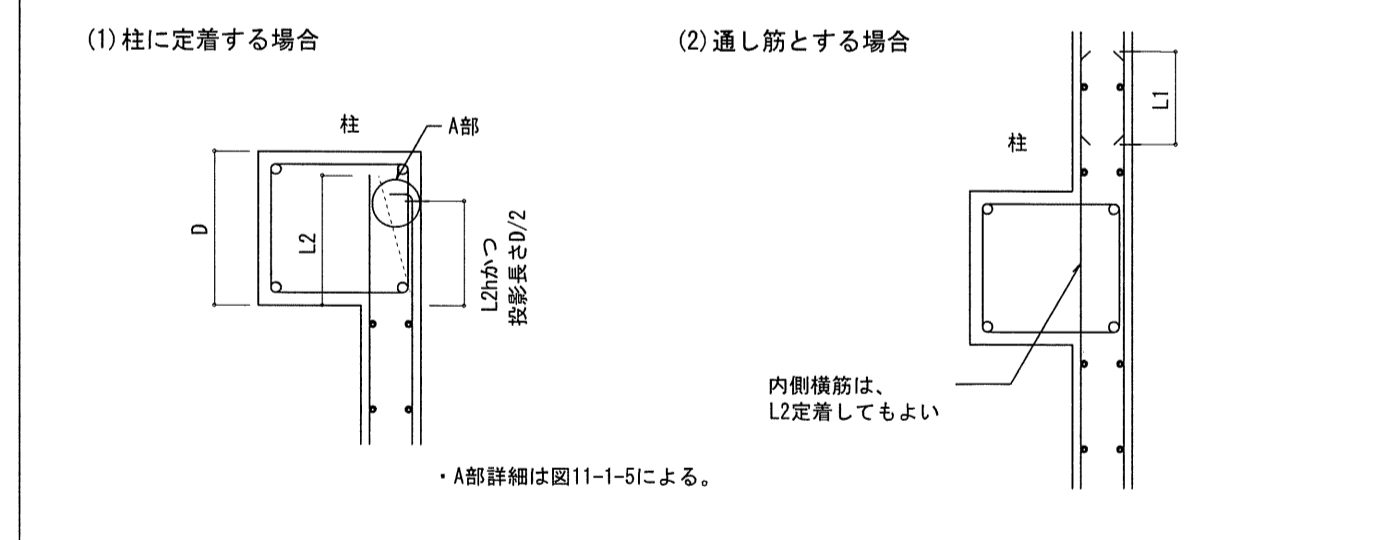 (1)柱に定着する場合
(2)通し筋とする場合
柱
A部
D
L2
L2hかつ
投影長さD/2
柱
L1
内側横筋は、
L2定着してもよい
・A部詳細は図11-1-5による。